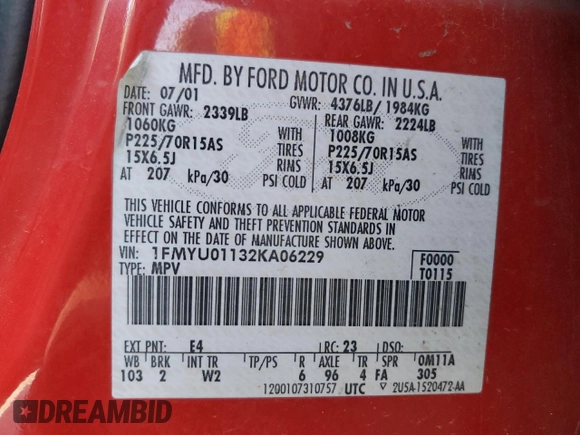 MFD. BY FORD MOTOR CO. IN U.S.A.
DATE: 07/01 GVWR: 4376LB/1984KG
FRONT GAWR: 2339LB REAR GAWR: 2224LB
1060KG WITH 1008KG WITH
P225/70R15AS TIRES P225/70R15AS TIRES
15X6.5J RIMS 15X6.5J RIMS
AT 207 kPa/30 PSI COLD AT 207 kPa/30 PSI COLD
THIS VEHICLE CONFORMS TO ALL APPLICABLE FEDERAL MOTOR
VEHICLE SAFETY AND THEFT PREVENTION STANDARDS IN
EFFECT ON THE DATE OF MANUFACTURE SHOWN ABOVE.
VIN: 1FMYU01132KA06229 F0000
TYPE: MPV T0115
EXT PNT: E4 RC: 23 DSO:
WB BRK INT TR TP/PS R AXLE TR SPR 0M11A
103 2 W2 6 96 4 FA 305
1200107310757 UTC ▽ 2U5A-1520472-AA
DREAMBID